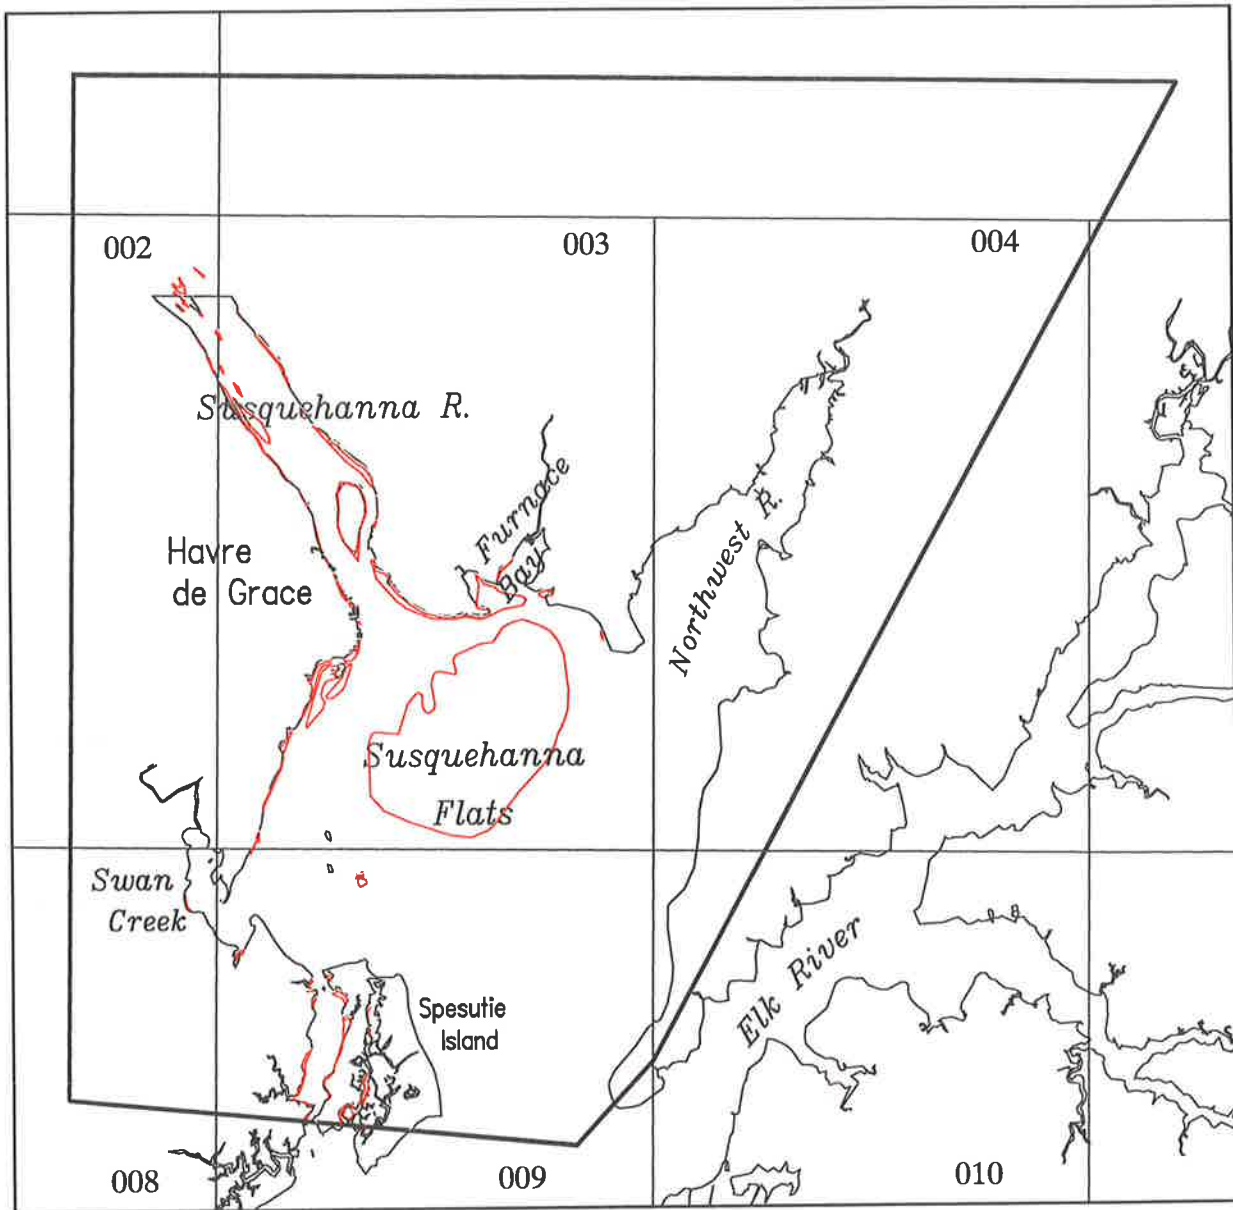 002
003
004
Susquehanna R.
Furnace
Bay
Northwest R.
Havre
de Grace
Susquehanna
Flats
Swan
Creek
Elk River
Spesutie
Island
008
009
010